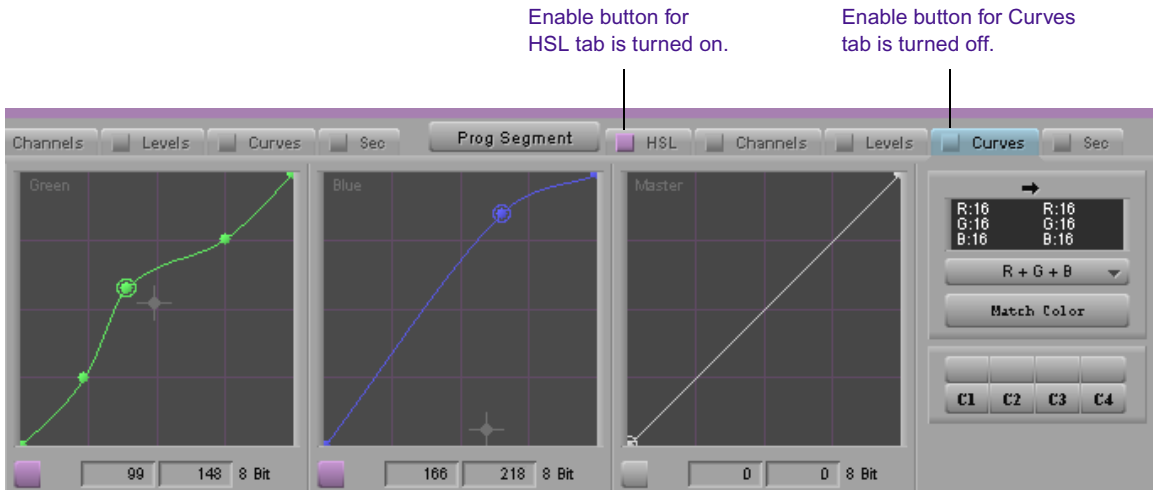 Enable button for
HSL tab is turned on.
Enable button for Curves
tab is turned off.
Channels Levels Curves Sec Prog Segment HSL Channels Levels Curves Sec
Green
Blue
Master
R:16 R:16
G:16 G:16
B:16 B:16
R + G + B
Match Color
C1 C2 C3 C4
99 148 8 Bit
166 218 8 Bit
0 0 8 Bit